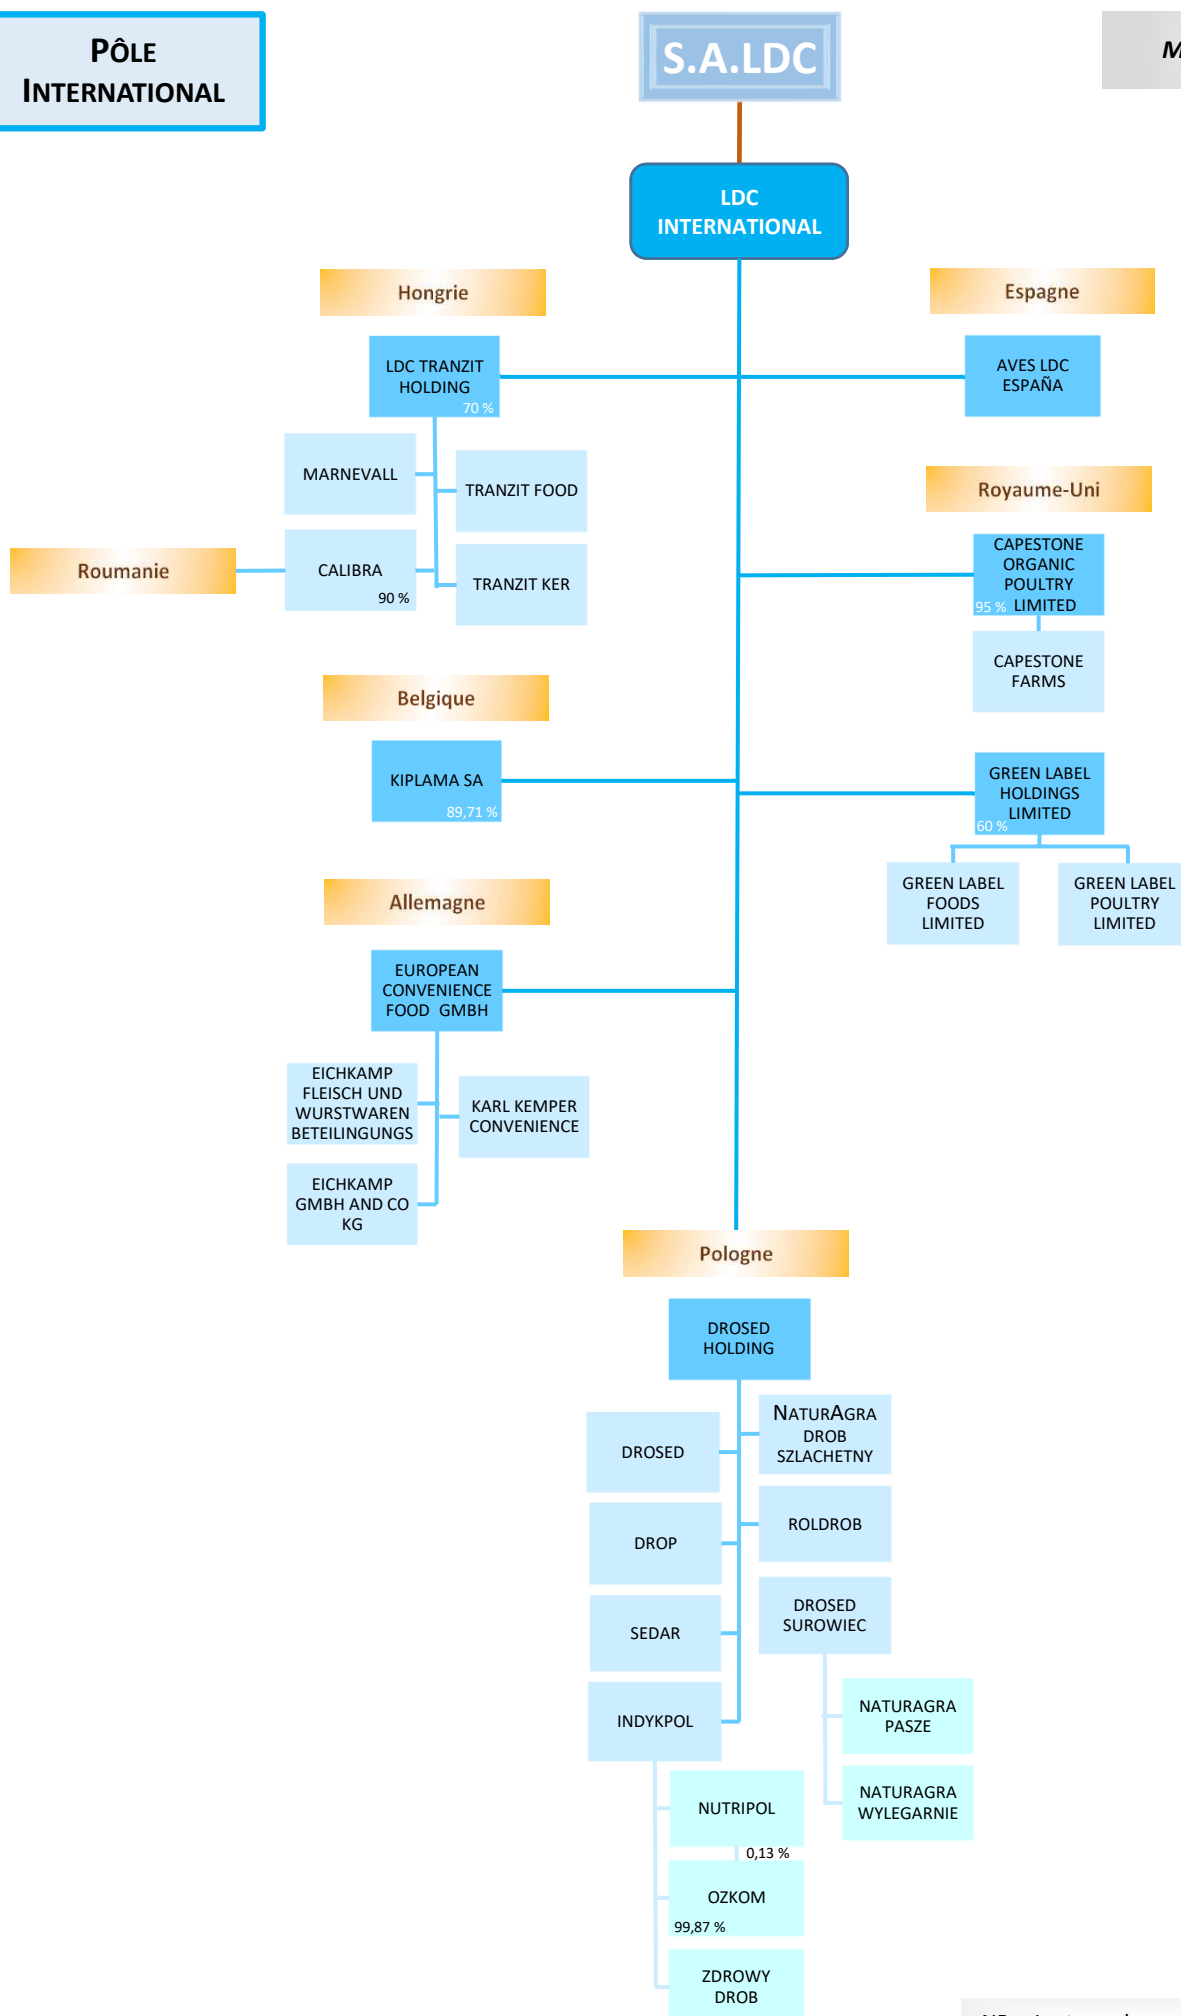 PÔLE
INTERNATIONAL
S.A.LDC
M
LDC
INTERNATIONAL
Hongrie
Espagne
LDC TRANZIT
HOLDING
70 %
AVES LDC
ESPAÑA
MARNEVALL
TRANZIT FOOD
Royaume-Uni
Roumanie
CALIBRA
90 %
TRANZIT KER
CAPESTONE
ORGANIC
POULTRY
LIMITED
95 %
CAPESTONE
FARMS
Belgique
KIPLAMA SA
89,71 %
GREEN LABEL
HOLDINGS
LIMITED
60 %
GREEN LABEL
FOODS
LIMITED
GREEN LABEL
POULTRY
LIMITED
Allemagne
EUROPEAN
CONVENIENCE
FOOD GMBH
EICHKAMP
FLEISCH UND
WURSTWAREN
BETEILINGUNGS
KARL KEMPER
CONVENIENCE
EICHKAMP
GMBH AND CO
KG
Pologne
DROSED
HOLDING
DROSED
NATURAGRA
DROB
SZLACHETNY
DROP
ROLDROB
SEDAR
DROSED
SUROWIEC
INDYKPOL
NATURAGRA
PASZE
NATURAGRA
WYLEGARNIE
NUTRIPOL
0,13 %
OZKOM
99,87 %
ZDROWY
DROB